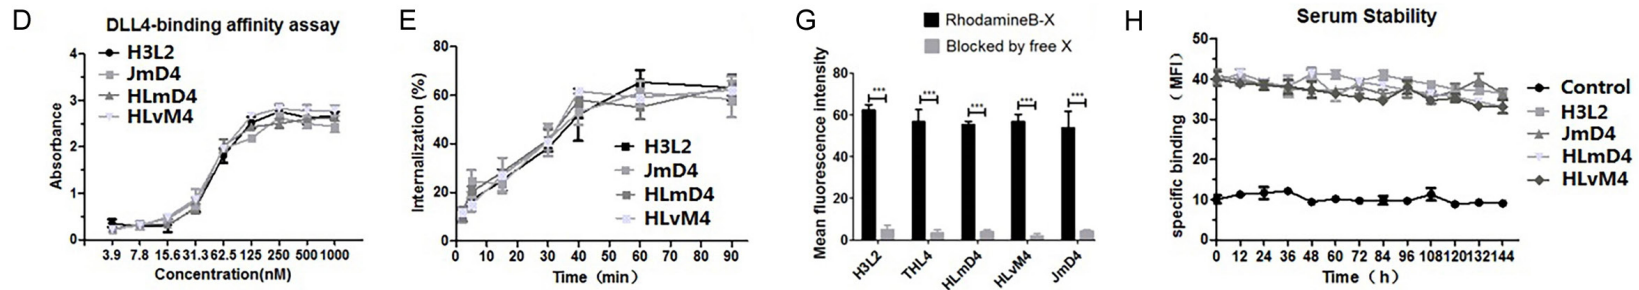 D
DLL4-binding affinity assay
H3L2
JmD4
HLmD4
HLvM4
Absorbance
4
3
2
1
0
3.9 7.8 15.6 31.3 62.5 125 250 500 1000
Concentration(nM)
E
Internalization (%)
80
60
40
20
0
H3L2
JmD4
HLmD4
HLvM4
0 10 20 30 40 50 60 70 80 90
Time (min)
G
RhodamineB-X
Blocked by free X
Mean fluorescence intensity
80
60
40
20
0
*** *** *** *** ***
H3L2
THL4
HLmD4
HLvM4
JmD4
H
Serum Stability
specific binding (MFI)
50
40
30
20
10
0
Control
H3L2
JmD4
HLmD4
HLvM4
0 12 24 36 48 60 72 84 96 108 120 132 144
Time (h)